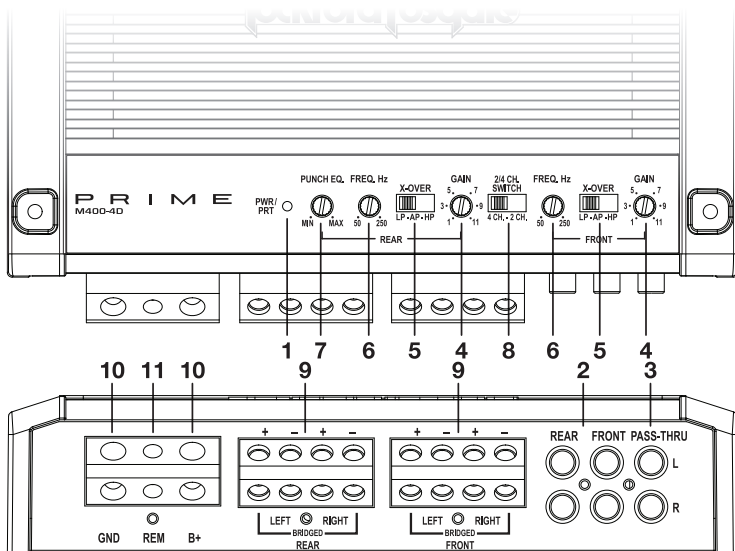 PUNCH EQ. FREQ. Hz GAIN 2/4 CH. SWITCH FREQ. Hz GAIN
X-OVER X-OVER
5 7 5 7
3 9 3 9
1 11 1 11
PRIME
M400-4D
PWR/
PRT
MIN MAX 50 250 LP•AP•HP 4 CH. • 2 CH. 50 250 LP•AP•HP
REAR FRONT
1 7 6 5 4 8 6 5 4
10 11 10 9 9 2 3
+ – + – + – + –
REAR FRONT PASS-THRU
L
R
LEFT RIGHT LEFT RIGHT
GND REM B+ BRIDGED BRIDGED
REAR FRONT